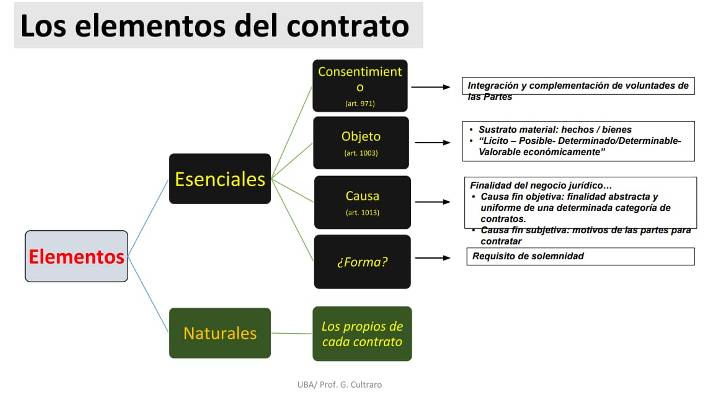 Los elementos del contrato
Consentimient
o
(art. 971)
Integración y complementación de voluntades de
las Partes
Objeto
(art. 1003)
• Sustrato material: hechos / bienes
• “Lícito – Posible- Determinado/Determinable-
Valorable económicamente”
Esenciales
Causa
(art. 1013)
Finalidad del negocio jurídico…
• Causa fin objetiva: finalidad abstracta y
uniforme de una determinada categoría de
contratos.
• Causa fin subjetiva: motivos de las partes para
contratar
Elementos
¿Forma?
Requisito de solemnidad
Naturales
Los propios de
cada contrato
UBA/ Prof. G. Cultraro